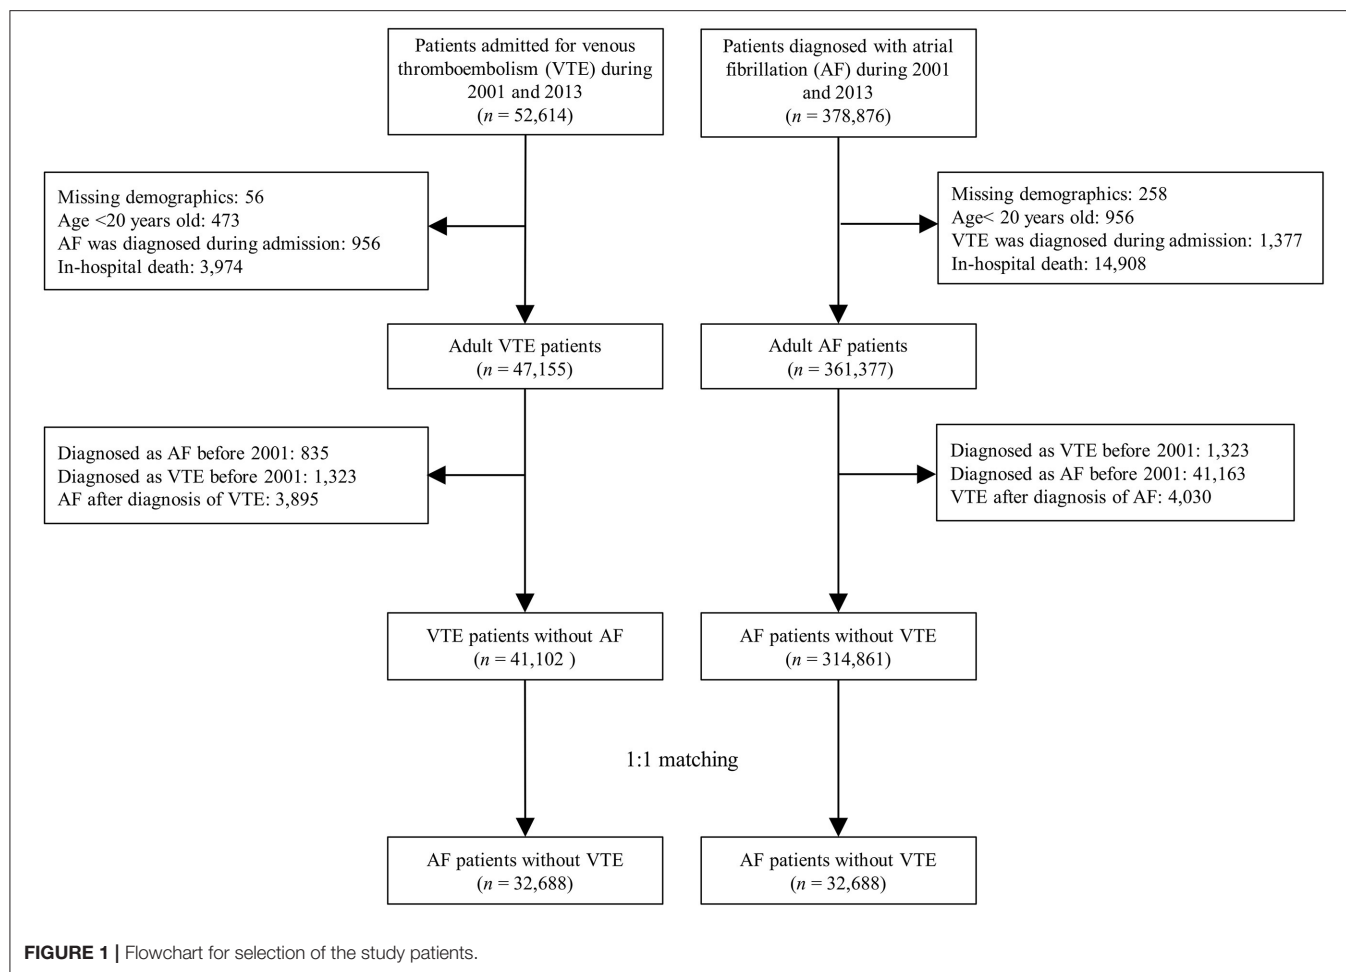 Patients admitted for venous
thromboembolism (VTE) during
2001 and 2013
(n = 52,614)
Patients diagnosed with atrial
fibrillation (AF) during 2001
and 2013
(n = 378,876)
Missing demographics: 56
Age <20 years old: 473
AF was diagnosed during admission: 956
In-hospital death: 3,974
Missing demographics: 258
Age< 20 years old: 956
VTE was diagnosed during admission: 1,377
In-hospital death: 14,908
Adult VTE patients
(n = 47,155)
Adult AF patients
(n = 361,377)
Diagnosed as AF before 2001: 835
Diagnosed as VTE before 2001: 1,323
AF after diagnosis of VTE: 3,895
Diagnosed as VTE before 2001: 1,323
Diagnosed as AF before 2001: 41,163
VTE after diagnosis of AF: 4,030
VTE patients without AF
(n = 41,102 )
AF patients without VTE
(n = 314,861)
1:1 matching
AF patients without VTE
(n = 32,688)
AF patients without VTE
(n = 32,688)
FIGURE 1 | Flowchart for selection of the study patients.